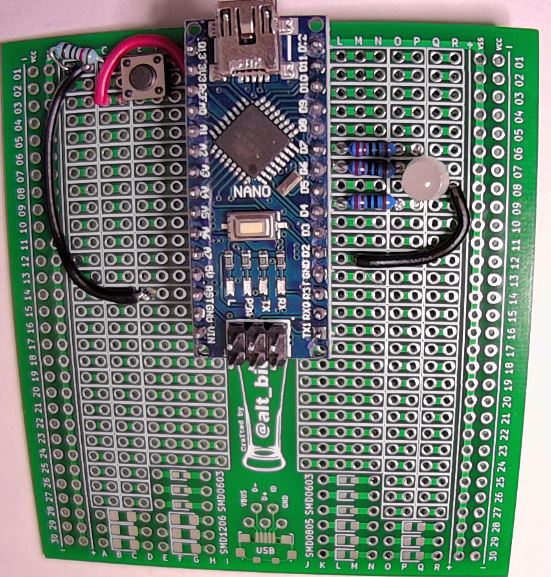 VCC
C
L M N O P Q R
+
VSS
VCC
01
02
03
04
05
06
07
08
09
10
11
12
13
14
15
16
17
18
19
20
21
22
23
24
25
26
27
28
29
30
D12
D11
D10
D9
D8
D7
D6
D5
D4
D3
D2
GND
RST
RX0
TX1
D13
3V3
REF
A0
A1
A2
A3
A4
A5
A6
A7
5V
RST
GND
VIN
NANO
L
TX
RX
01
02
03
04
05
06
07
08
09
10
11
12
13
14
15
16
17
18
19
20
21
22
23
24
25
26
27
28
29
30
Crafted by
@alt_bi
SMD0603
SMD1206
SMD0603
SMD0805
VBUS
D-
D+
ID
GND
USB
- + A B C D E F G H I
J K L M N O P Q R + -